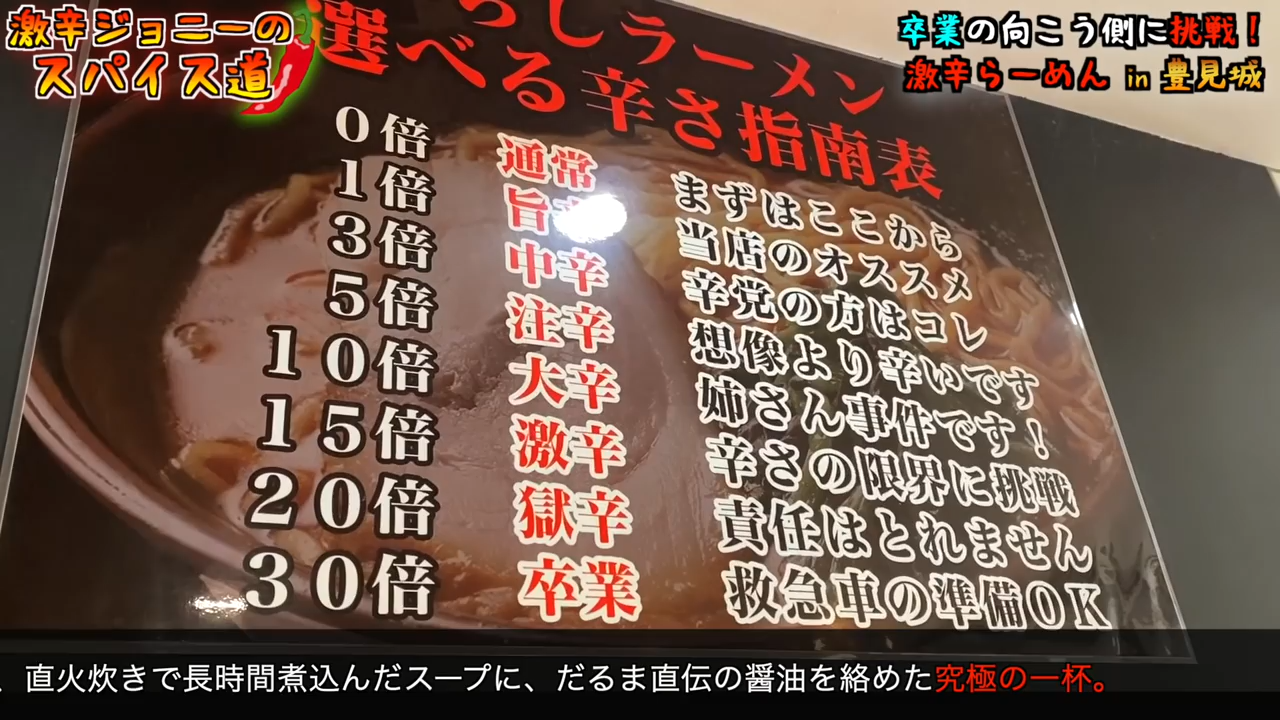 激辛ジョニーの
スパイス道
卒業の向こう側に挑戦！
激辛らーめん in 豊見城
しラーメン
選べる辛さ指南表
0倍 通常 まずはここから
1倍 旨 当店のオススメ
3倍 中辛 辛党の方はコレ
5倍 注辛 想像より辛いです
10倍 大辛 姉さん事件です！
15倍 激辛 辛さの限界に挑戦
20倍 獄辛 責任はとれません
30倍 卒業 救急車の準備OK
、直火炊きで長時間煮込んだスープに、だるま直伝の醤油を絡めた究極の一杯。